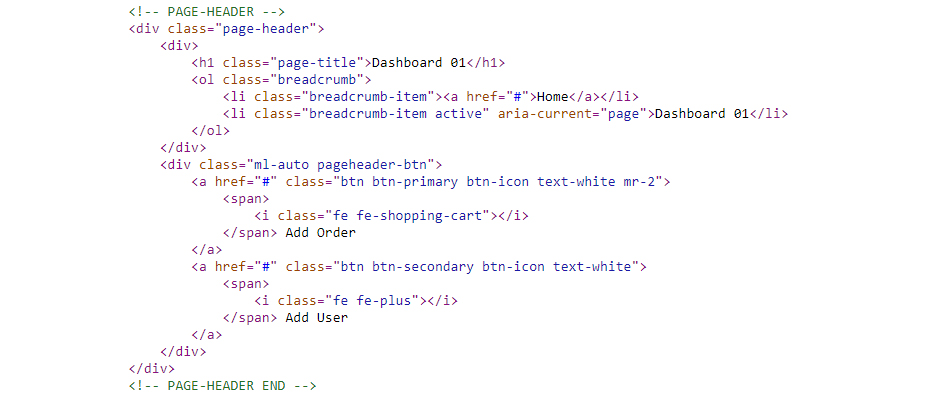 <!-- PAGE-HEADER -->
<div class="page-header">
    <div>
        <h1 class="page-title">Dashboard 01</h1>
        <ol class="breadcrumb">
            <li class="breadcrumb-item"><a href="#">Home</a></li>
            <li class="breadcrumb-item active" aria-current="page">Dashboard 01</li>
        </ol>
    </div>
    <div class="ml-auto pageheader-btn">
        <a href="#" class="btn btn-primary btn-icon text-white mr-2">
            <span>
                <i class="fe fe-shopping-cart"></i>
            </span> Add Order
        </a>
        <a href="#" class="btn btn-secondary btn-icon text-white">
            <span>
                <i class="fe fe-plus"></i>
            </span> Add User
        </a>
    </div>
</div>
<!-- PAGE-HEADER END -->